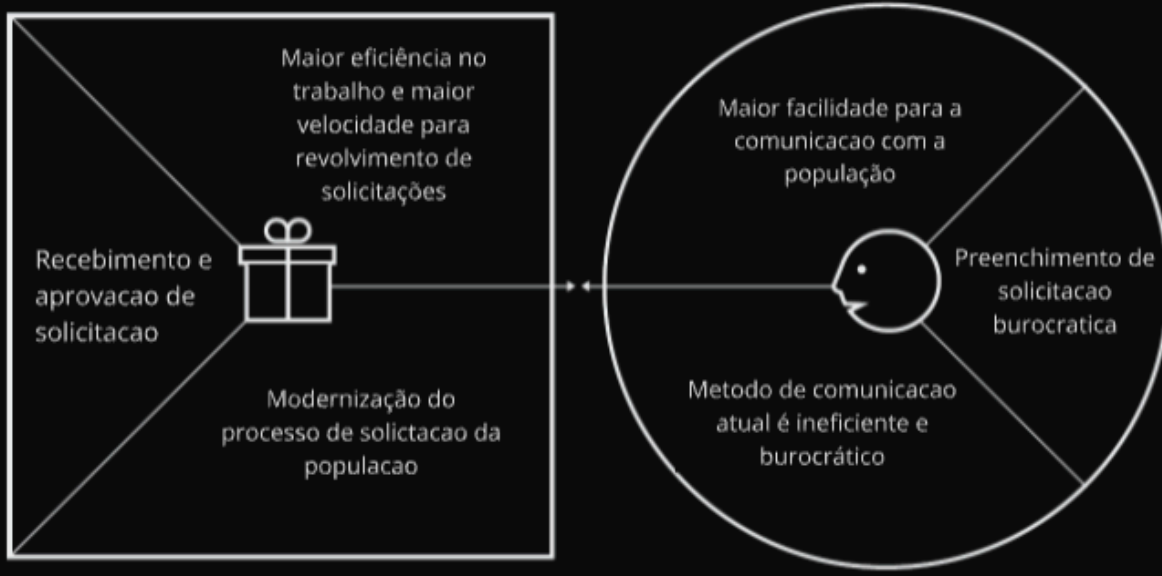 Maior eficiência no
trabalho e maior
velocidade para
revolvimento de
solicitações
Recebimento e
aprovacao de
solicitacao
Modernização do
processo de solictacao da
populacao
Maior facilidade para a
comunicacao com a
população
Preenchimento de
solicitacao
burocratica
Metodo de comunicacao
atual é ineficiente e
burocrático